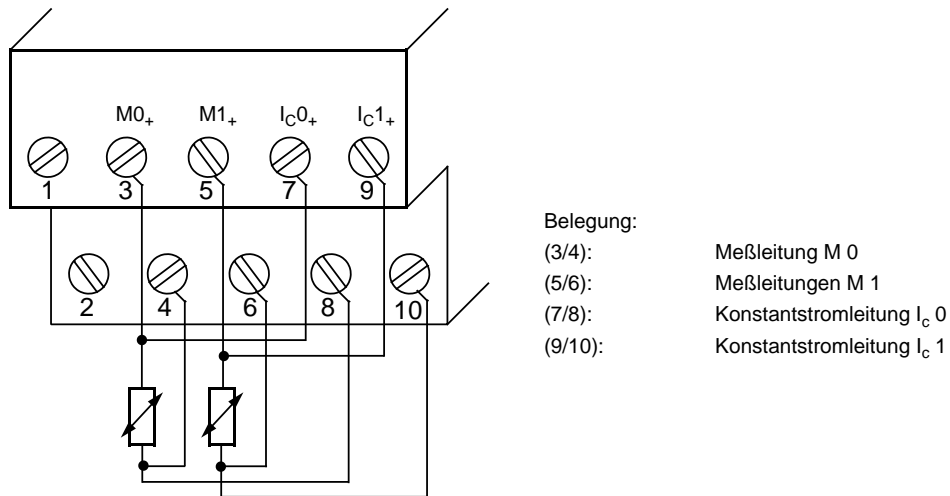 M0+ M1+ IC0+ IC1+
1 3 5 7 9
2 4 6 8 10
Belegung:
(3/4): Meßleitung M 0
(5/6): Meßleitungen M 1
(7/8): Konstantstromleitung Ic 0
(9/10): Konstantstromleitung Ic 1